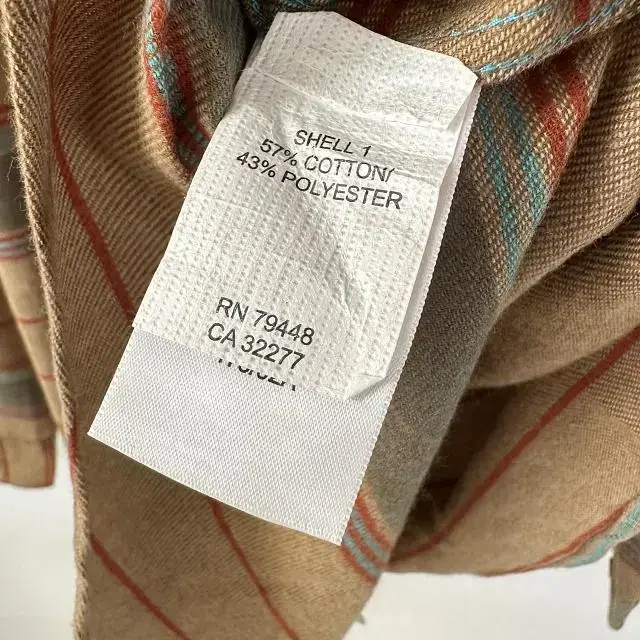 SHELL 1
57% COTTON/
43% POLYESTER
RN 79448
CA 32277